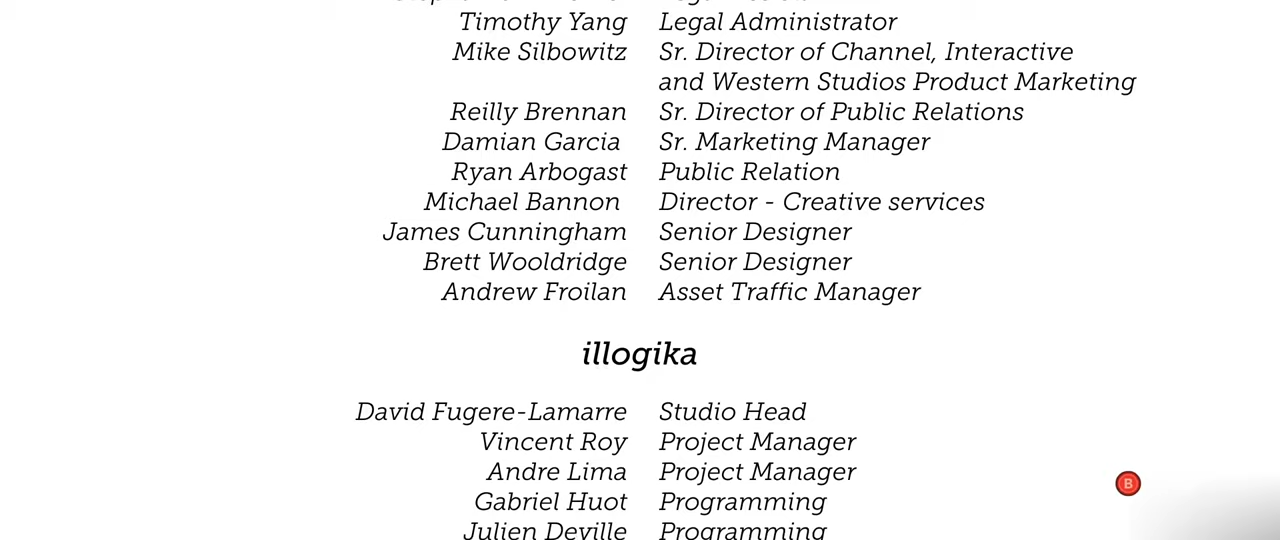 Timothy Yang Legal Administrator
Mike Silbowitz Sr. Director of Channel, Interactive
and Western Studios Product Marketing
Reilly Brennan Sr. Director of Public Relations
Damian Garcia Sr. Marketing Manager
Ryan Arbogast Public Relation
Michael Bannon Director - Creative services
James Cunningham Senior Designer
Brett Wooldridge Senior Designer
Andrew Froilan Asset Traffic Manager
illogika
David Fugere-Lamarre Studio Head
Vincent Roy Project Manager
Andre Lima Project Manager
Gabriel Huot Programming
Julien Deville Programming
B